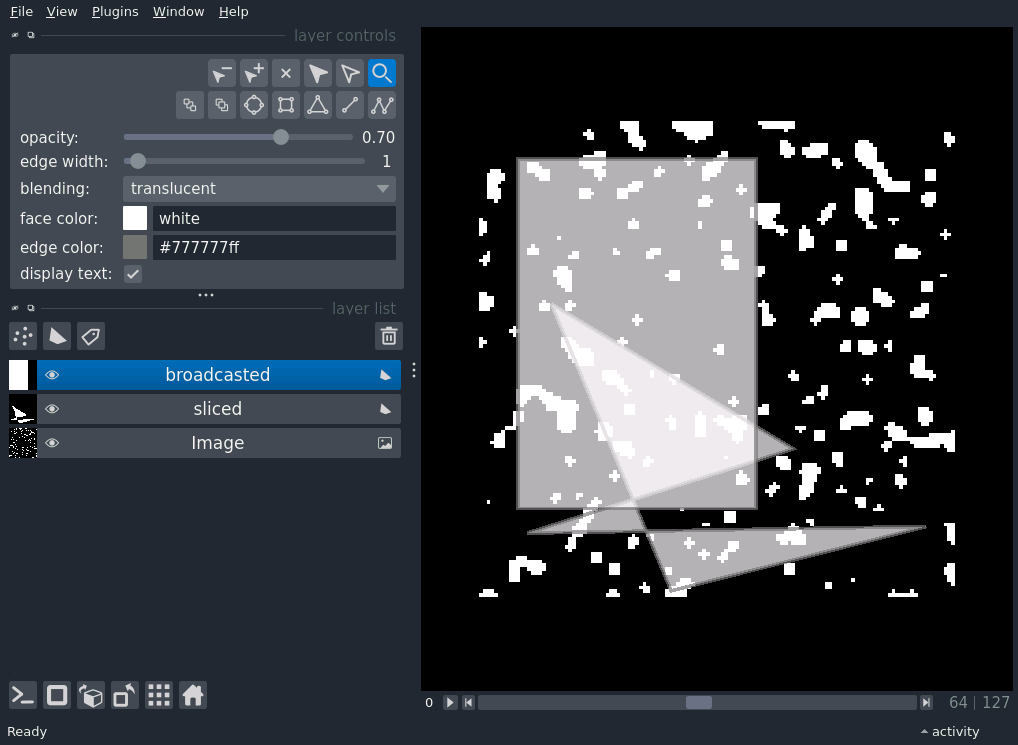 File View Plugins Window Help
layer controls
opacity: 0.70
edge width: 1
blending: translucent
face color: white
edge color: #777777ff
display text:
layer list
broadcasted
sliced
Image
0 64 | 127
Ready activity